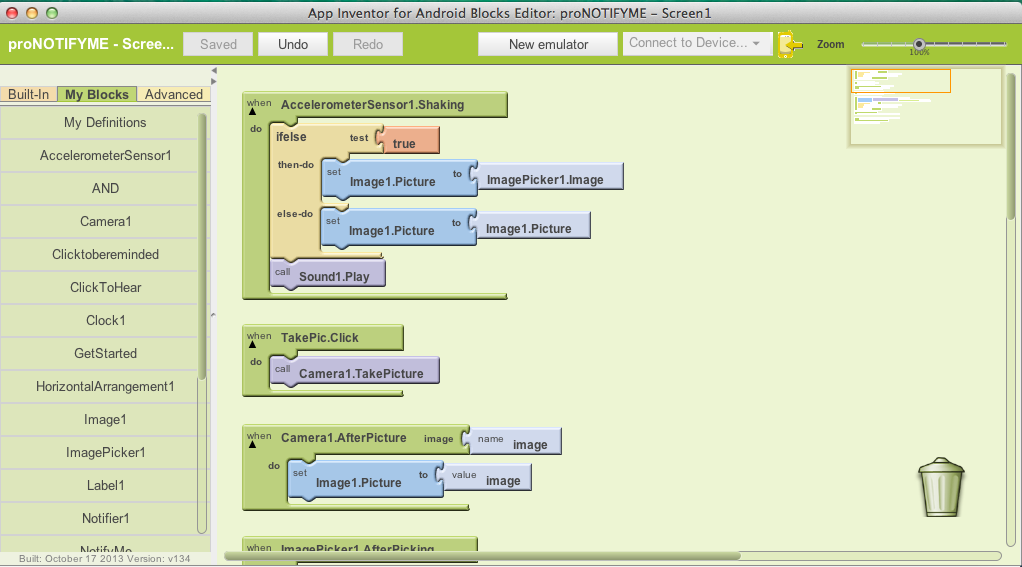 App Inventor for Android Blocks Editor: proNOTIFYME – Screen1
proNOTIFYME - Scree... Saved Undo Redo New emulator Connect to Device... Zoom 100%
Built-In My Blocks Advanced
My Definitions
AccelerometerSensor1
AND
Camera1
Clicktobereminded
ClickToHear
Clock1
GetStarted
HorizontalArrangement1
Image1
ImagePicker1
Label1
Notifier1
NotifyMe
Built: October 17 2013 Version: v134
when AccelerometerSensor1.Shaking
do
ifelse test true
then-do set Image1.Picture to ImagePicker1.Image
else-do set Image1.Picture to Image1.Picture
call Sound1.Play
when TakePic.Click
do call Camera1.TakePicture
when Camera1.AfterPicture image name image
do set Image1.Picture to value image
when ImagePicker1.AfterPicking